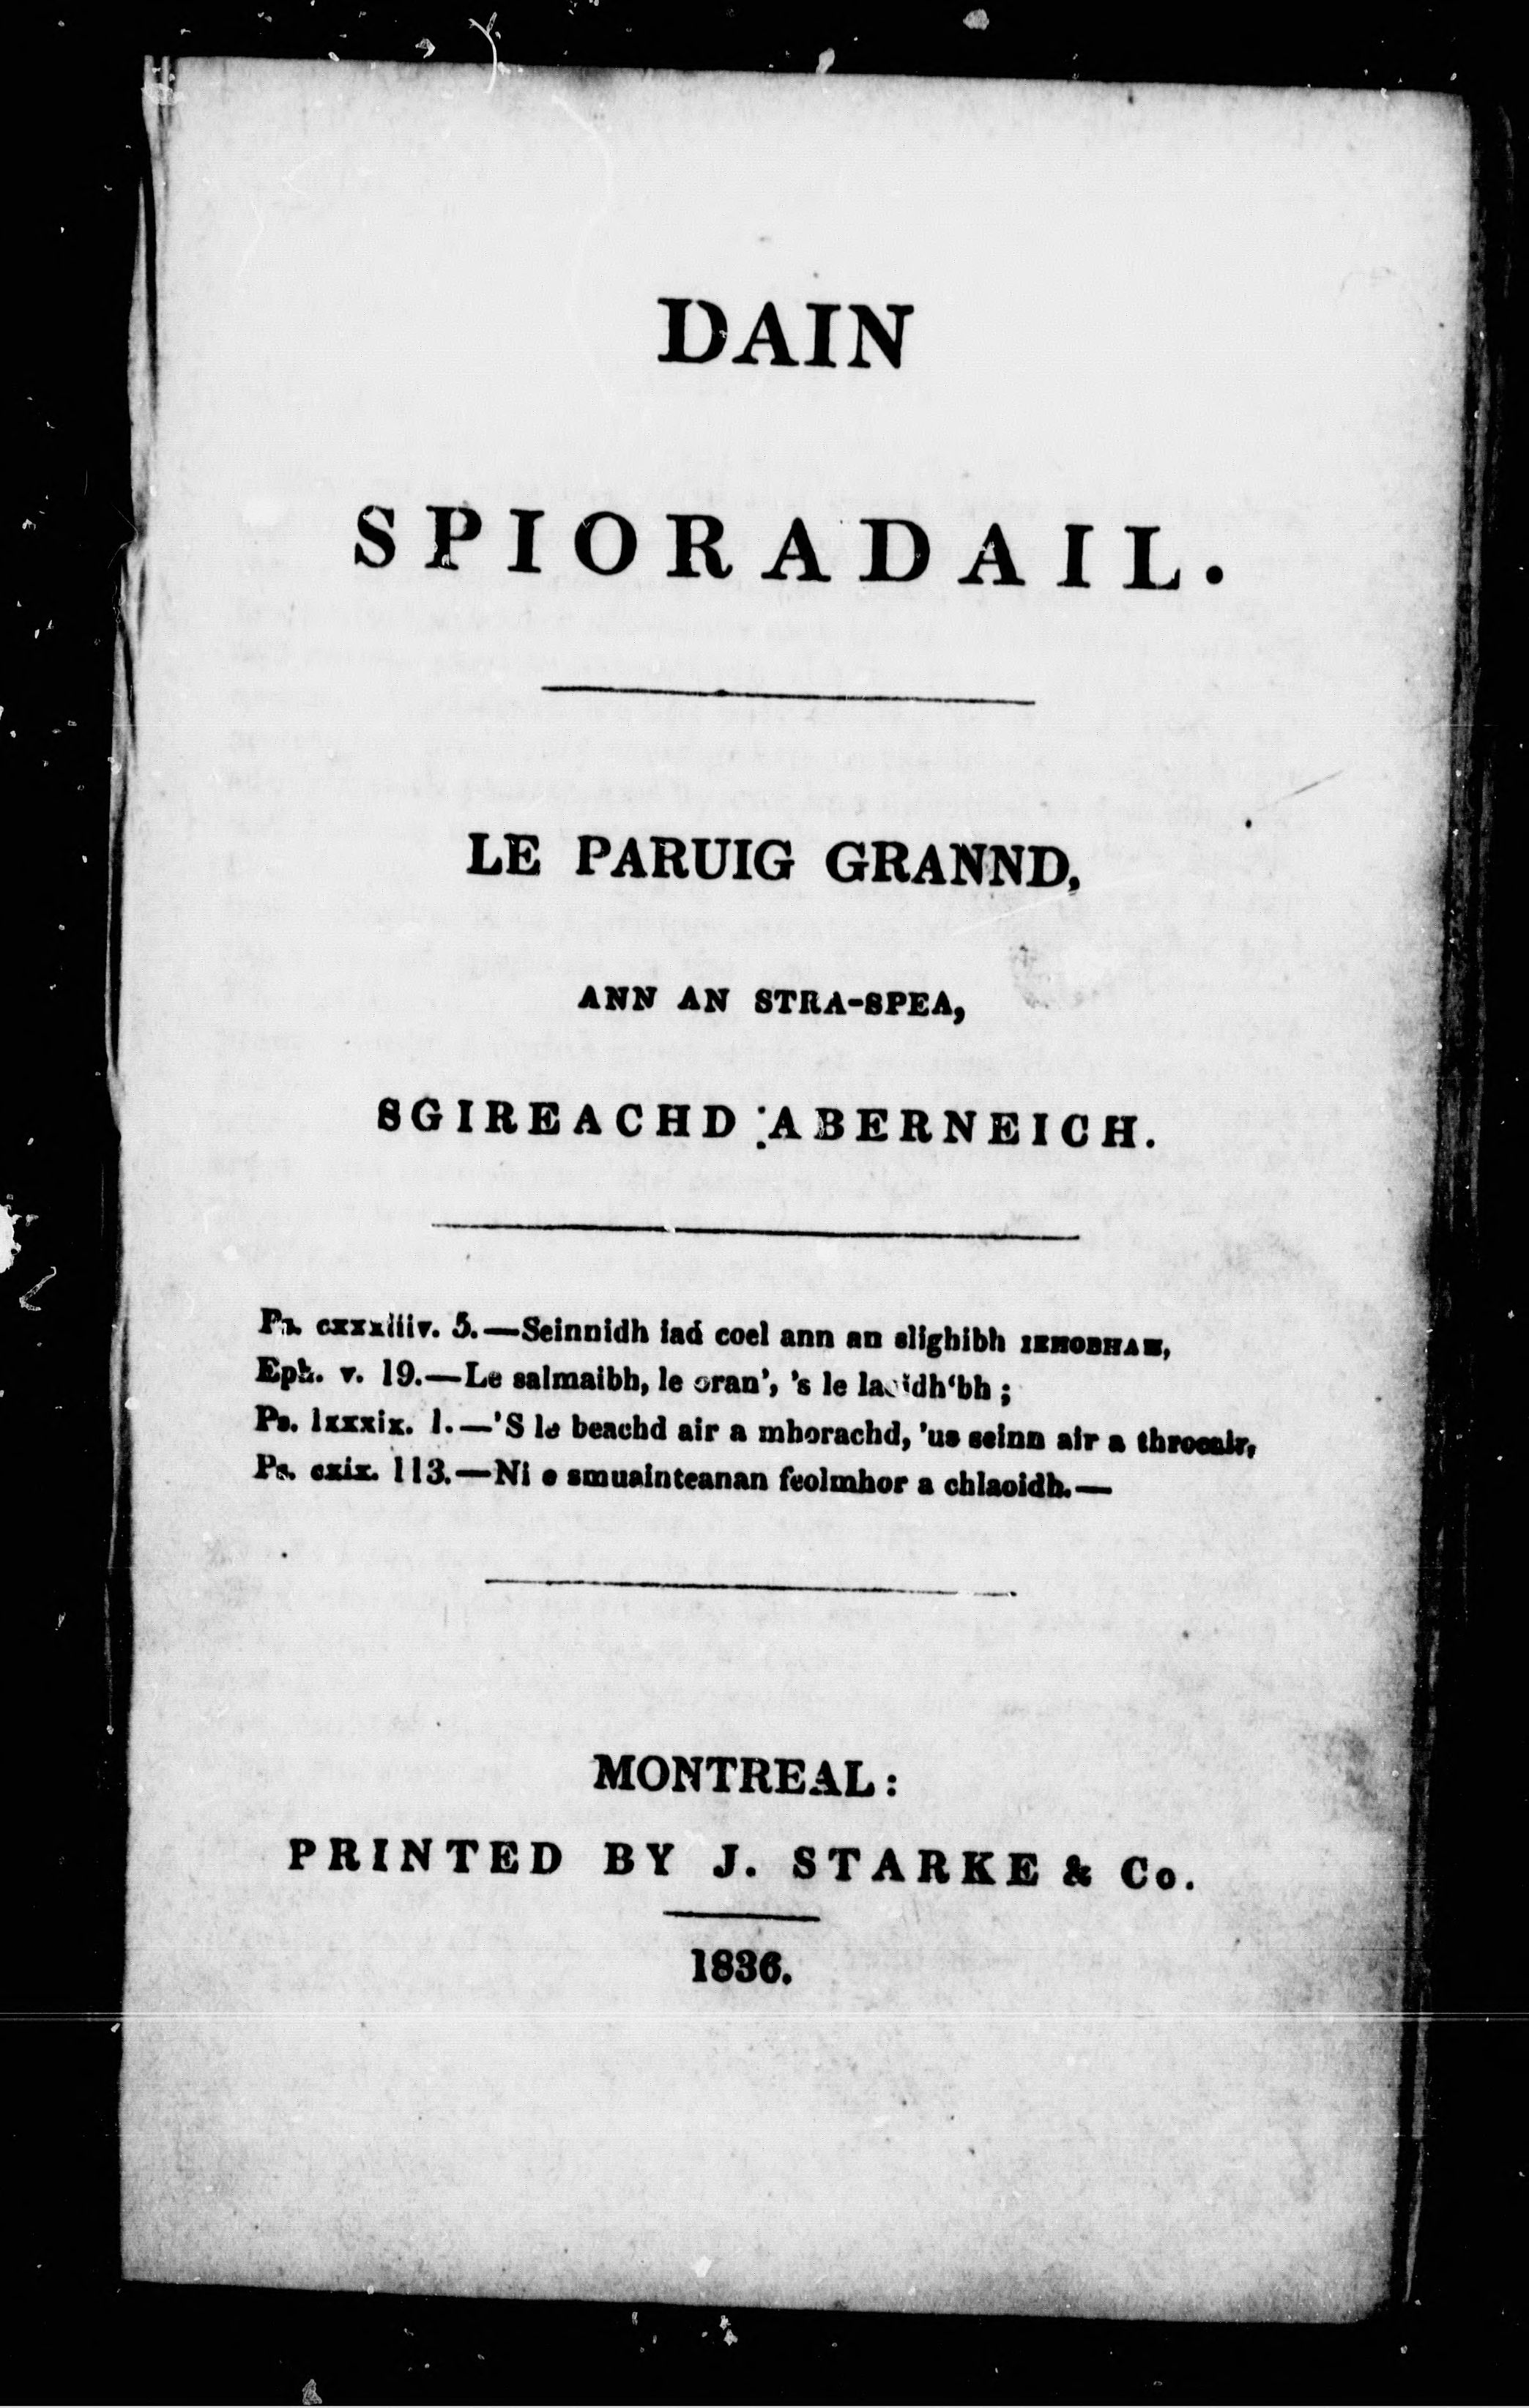 DAIN
SPIORADAIL.
LE PARUIG GRANND,
ANN AN STRA-SPEA,
SGIREACHD ABERNEICH.
Ps. cxxxiiiv. 5.—Seinnidh iad coel ann an slighibh IEHOBHAH,
Eph. v. 19.—Le salmaibh, le oran', 's le laoidh'bh ;
Ps. lxxxix. 1.—'S le beachd air a mhorachd, 'us seinn air a throcair,
Ps. cxix. 113.—Ni e smuainteanan feolmhor a chlaoidh.—
MONTREAL:
PRINTED BY J. STARKE & Co.
1836.